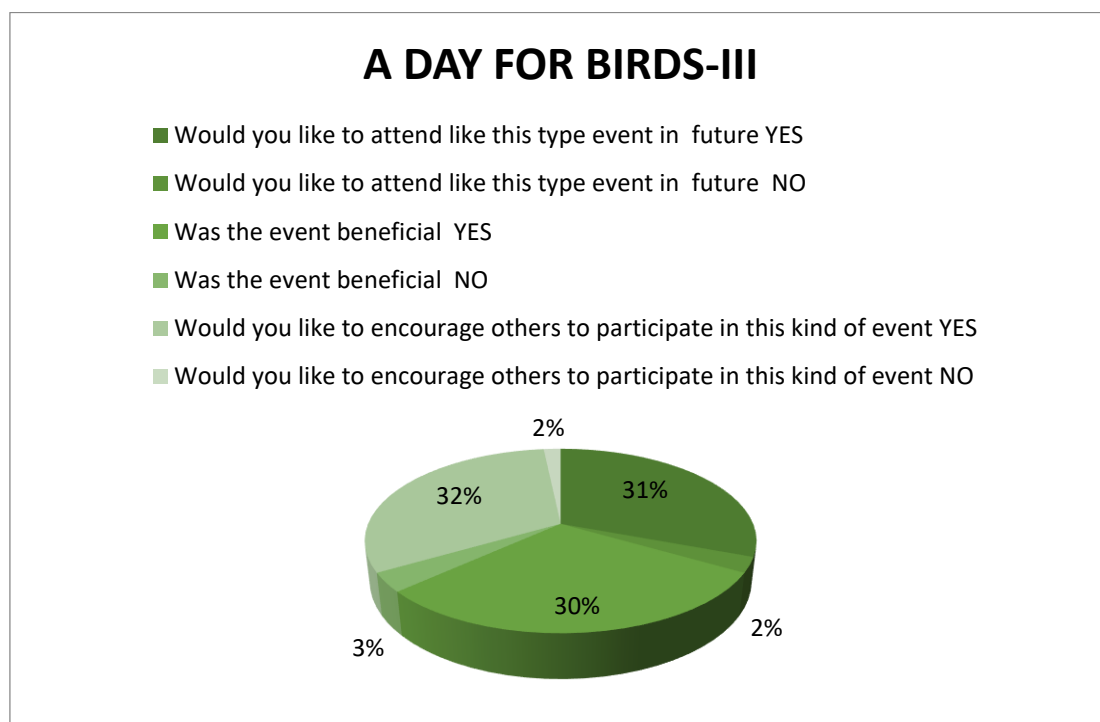 A DAY FOR BIRDS-III
Would you like to attend like this type event in  future YES
Would you like to attend like this type event in  future  NO
Was the event beneficial  YES
Was the event beneficial  NO
Would you like to encourage others to participate in this kind of event YES
Would you like to encourage others to participate in this kind of event NO
2%
31%
32%
30%
2%
3%